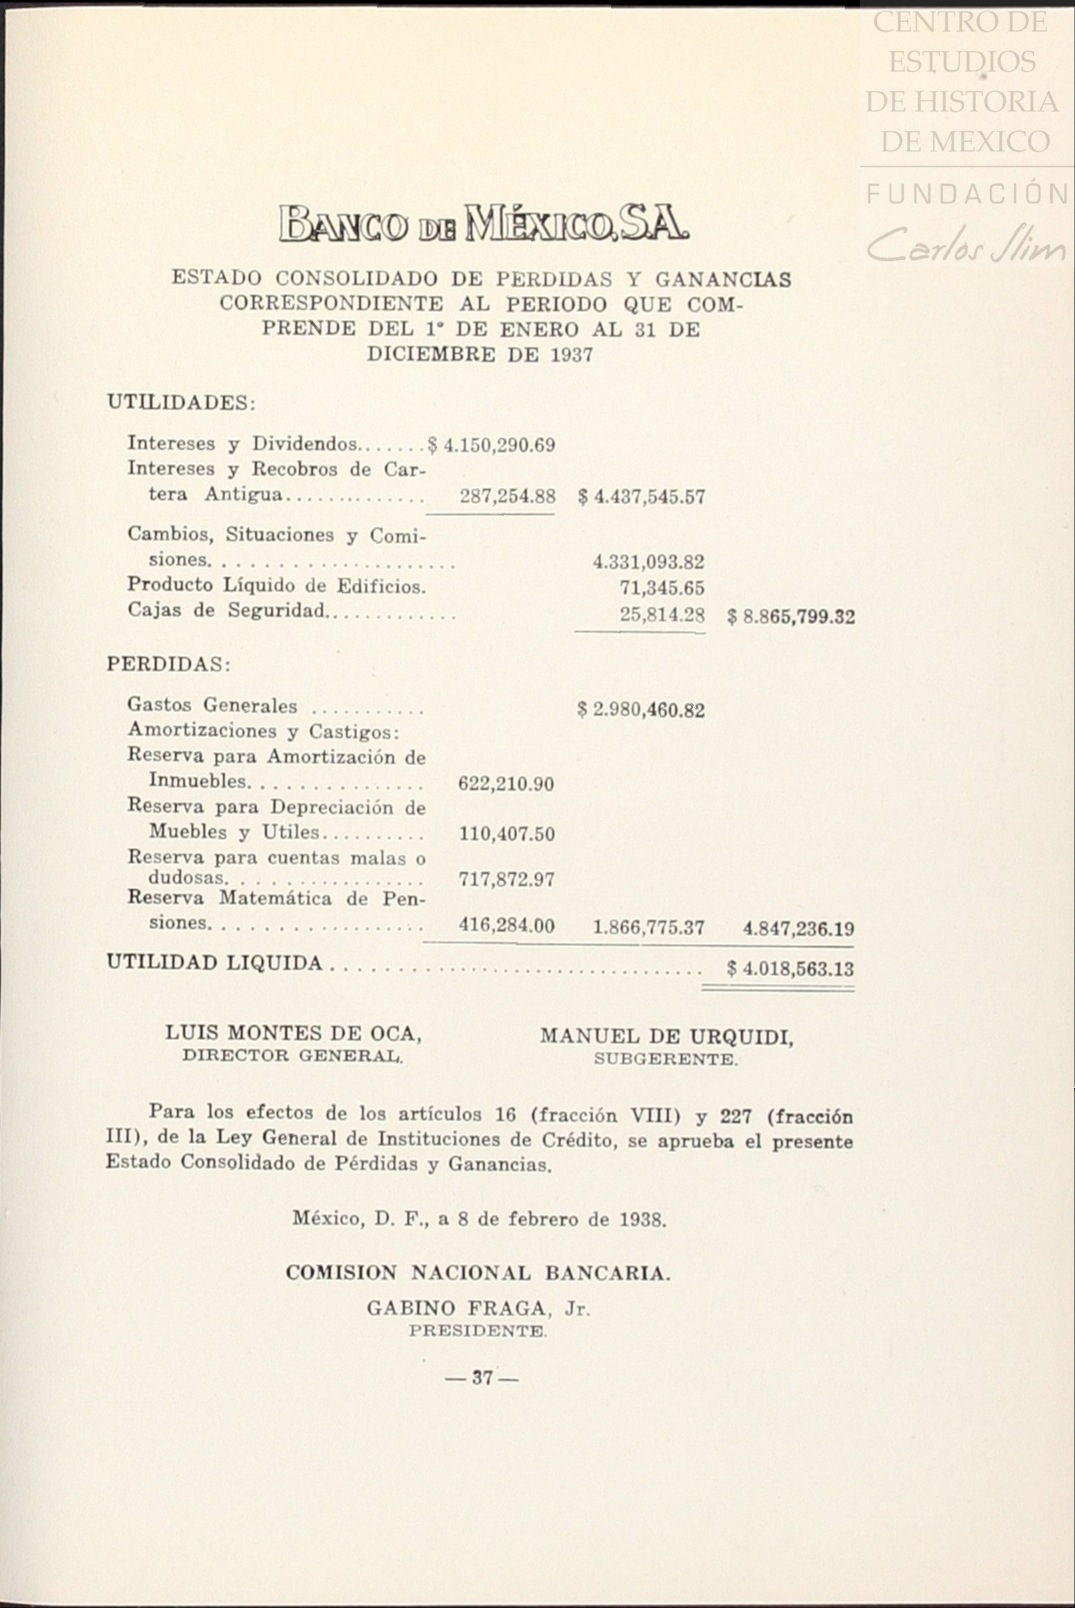 CENTRO DE
ESTUDIOS
DE HISTORIA
DE MEXICO
FUNDACIÓN
Carlos Slim
BANCO DE MÉXICO, S.A.
ESTADO CONSOLIDADO DE PERDIDAS Y GANANCIAS
CORRESPONDIENTE AL PERIODO QUE COM-
PRENDE DEL 1º DE ENERO AL 31 DE
DICIEMBRE DE 1937
UTILIDADES:
Intereses y Dividendos....... $ 4.150,290.69
Intereses y Recobros de Car-
tera Antigua.............. 287,254.88 $ 4.437,545.57
Cambios, Situaciones y Comi-
siones. . . . . . . . . . . . . . . . . . . . . 4.331,093.82
Producto Líquido de Edificios. 71,345.65
Cajas de Seguridad............. 25,814.28 $ 8.865,799.32
PERDIDAS:
Gastos Generales ........... $ 2.980,460.82
Amortizaciones y Castigos:
Reserva para Amortización de
Inmuebles. . . . . . . . . . . . . . . 622,210.90
Reserva para Depreciación de
Muebles y Utiles.......... 110,407.50
Reserva para cuentas malas o
dudosas. . . . . . . . . . . . . . . . . 717,872.97
Reserva Matemática de Pen-
siones. . . . . . . . . . . . . . . . . . 416,284.00 1.866,775.37 4.847,236.19
UTILIDAD LIQUIDA . . . . . . . . . . . . . . . . . . . . . . . . . . . . . . . . $ 4.018,563.13
LUIS MONTES DE OCA, MANUEL DE URQUIDI,
DIRECTOR GENERAL. SUBGERENTE.
Para los efectos de los artículos 16 (fracción VIII) y 227 (fracción
III), de la Ley General de Instituciones de Crédito, se aprueba el presente
Estado Consolidado de Pérdidas y Ganancias.
México, D. F., a 8 de febrero de 1938.
COMISION NACIONAL BANCARIA.
GABINO FRAGA, Jr.
PRESIDENTE.
— 37 —